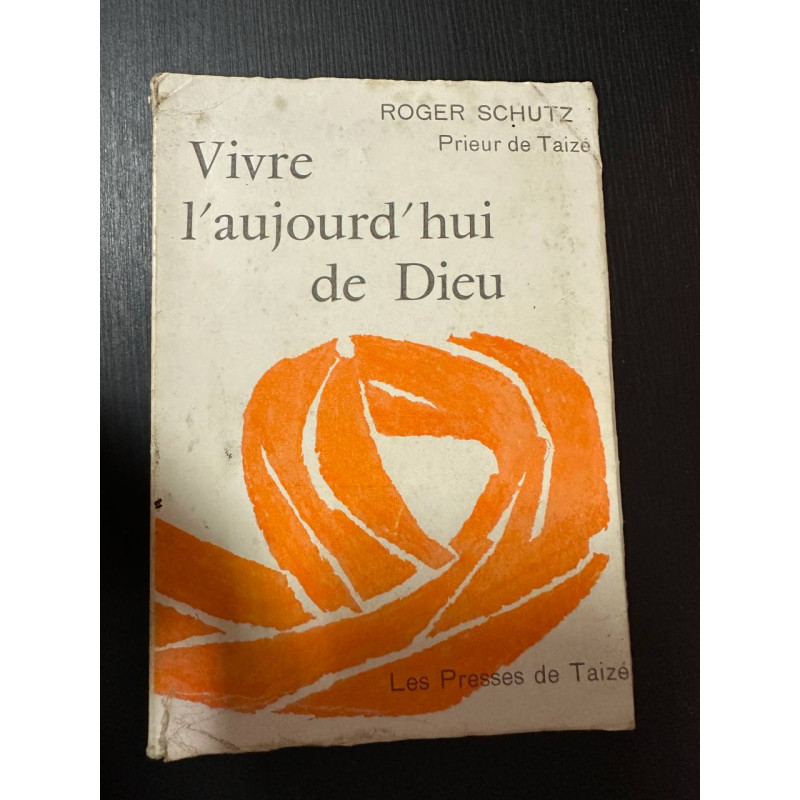 ROGER SCHUTZ
Prieur de Taizé
Vivre
l'aujourd'hui
de Dieu
Les Presses de Taizé